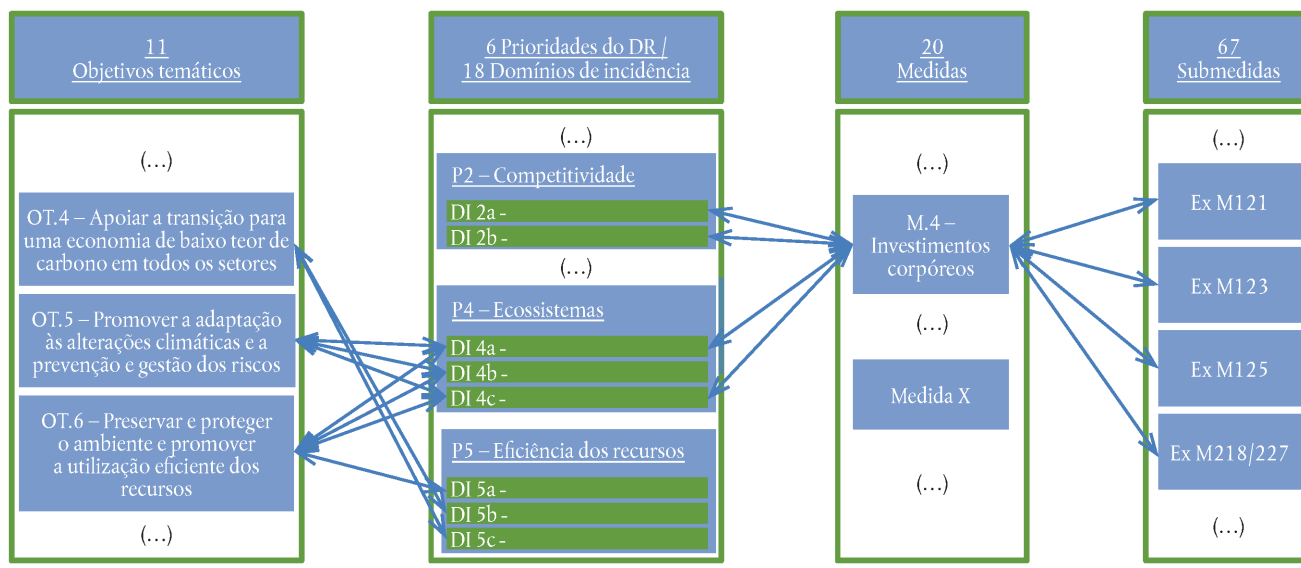 11
Objetivos temáticos
6 Prioridades do DR /
18 Domínios de incidência
20
Medidas
67
Submedidas
(...)
OT.4 – Apoiar a transição para
uma economia de baixo teor de
carbono em todos os setores
OT.5 – Promover a adaptação
às alterações climáticas e a
prevenção e gestão dos riscos
OT.6 – Preservar e proteger
o ambiente e promover
a utilização eficiente dos
recursos
(...)
(...)
P2 – Competitividade
DI 2a -
DI 2b -
(...)
P4 – Ecossistemas
DI 4a -
DI 4b -
DI 4c -
P5 – Eficiência dos recursos
DI 5a -
DI 5b -
DI 5c -
(...)
M.4 –
Investimentos
corpóreos
(...)
Medida X
(...)
(...)
Ex M121
Ex M123
Ex M125
Ex M218/227
(...)